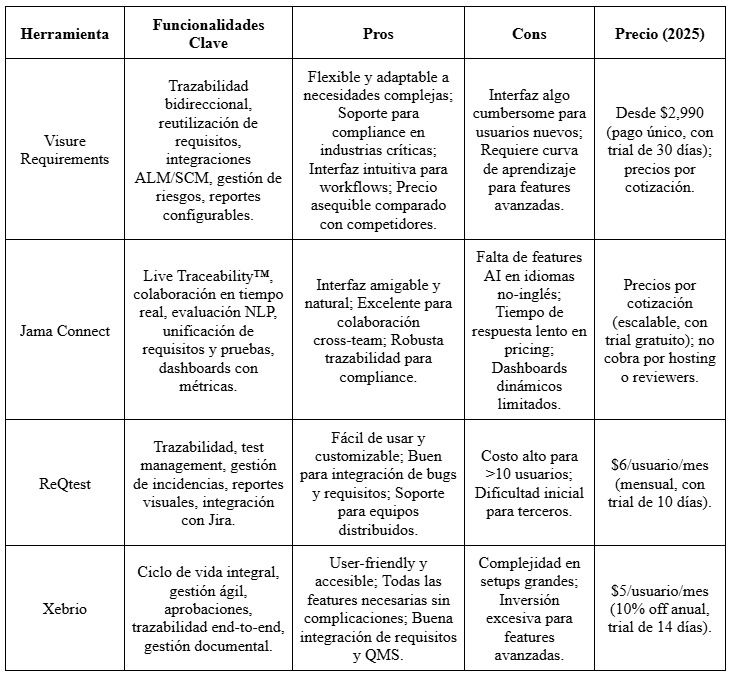 Herramienta
Funcionalidades
Clave
Pros
Cons
Precio (2025)
Visure
Requirements
Trazabilidad
bidireccional,
reutilización de
requisitos,
integraciones
ALM/SCM, gestión de
riesgos, reportes
configurables.
Flexible y adaptable a
necesidades complejas;
Soporte para
compliance en
industrias críticas;
Interfaz intuitiva para
workflows; Precio
asequible comparado
con competidores.
Interfaz algo
cumbersome para
usuarios nuevos;
Requiere curva
de aprendizaje
para features
avanzadas.
Desde $2,990
(pago único, con
trial de 30 días);
precios por
cotización.
Jama Connect
Live Traceability™,
colaboración en tiempo
real, evaluación NLP,
unificación de
requisitos y pruebas,
dashboards con
métricas.
Interfaz amigable y
natural; Excelente para
colaboración
cross-team; Robusta
trazabilidad para
compliance.
Falta de features
AI en idiomas
no-inglés;
Tiempo de
respuesta lento en
pricing;
Dashboards
dinámicos
limitados.
Precios por
cotización
(escalable, con
trial gratuito); no
cobra por hosting
o reviewers.
ReQtest
Trazabilidad, test
management, gestión
de incidencias, reportes
visuales, integración
con Jira.
Fácil de usar y
customizable; Buen
para integración de bugs
y requisitos; Soporte
para equipos
distribuidos.
Costo alto para
>10 usuarios;
Dificultad inicial
para terceros.
$6/usuario/mes
(mensual, con
trial de 10 días).
Xebrio
Ciclo de vida integral,
gestión ágil,
aprobaciones,
trazabilidad end-to-end,
gestión documental.
User-friendly y
accesible; Todas las
features necesarias sin
complicaciones; Buena
integración de requisitos
y QMS.
Complejidad en
setups grandes;
Inversión
excesiva para
features
avanzadas.
$5/usuario/mes
(10% off anual,
trial de 14 días).